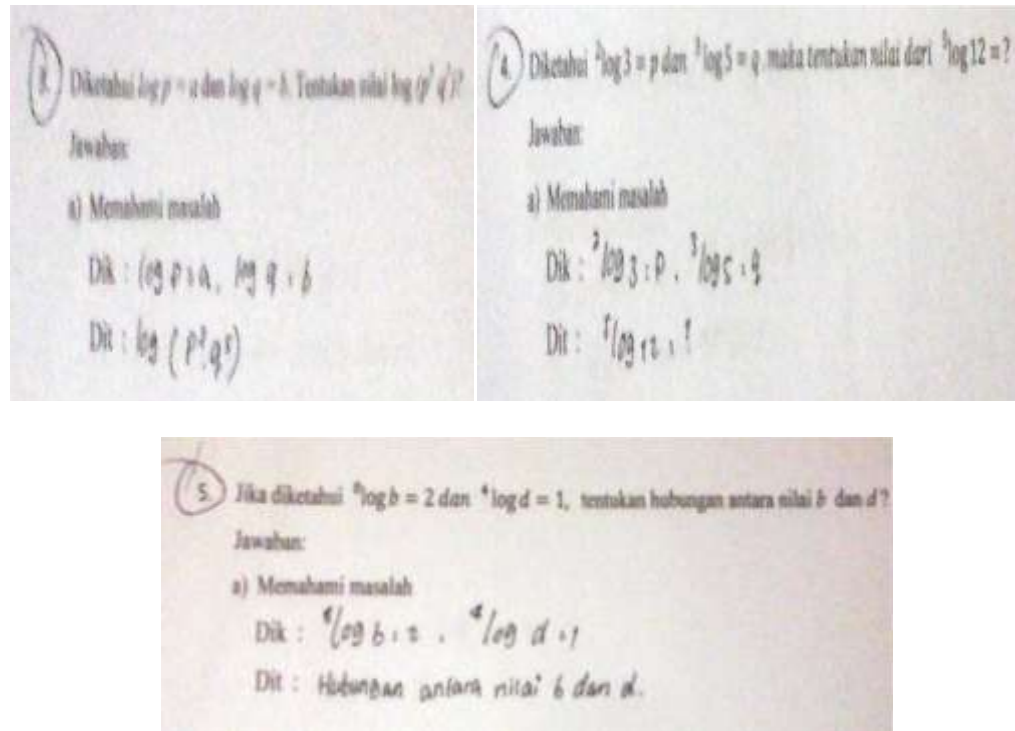 3. Diketahui log p = a dan log q = b. Tentukan nilai log (p³ q⁵)?
Jawaban:
a) Memahami masalah
Dik : log p = a, log q = b
Dit : log (p³.q⁵)
4. Diketahui ²log 3 = p dan ³log 5 = q maka tentukan nilai dari ⁵log 12 = ?
Jawaban:
a) Memahami masalah
Dik : ²log 3 = p, ³log 5 = q
Dit : ⁵log 12 = ?
5. Jika diketahui ᵃlog b = 2 dan ᵃlog d = 1, tentukan hubungan antara nilai b dan d?
Jawaban:
a) Memahami masalah
Dik : ᵃlog b = 2, ᵃlog d = 1
Dit : Hubungan antara nilai b dan d.